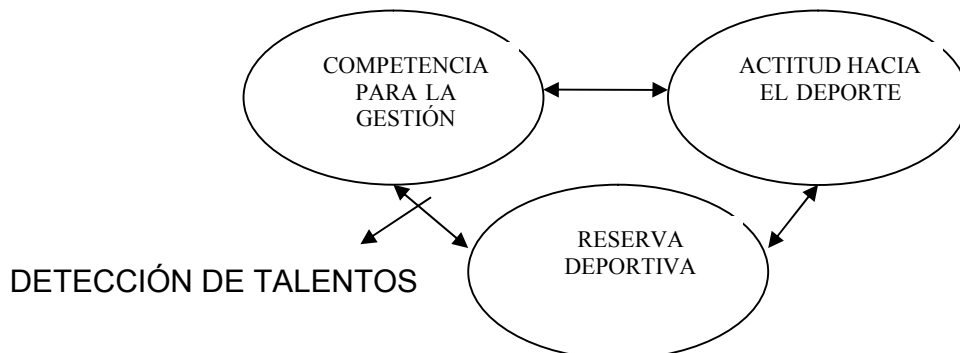 COMPETENCIA
PARA LA
GESTIÓN
ACTITUD HACIA
EL DEPORTE
RESERVA
DEPORTIVA
DETECCIÓN DE TALENTOS